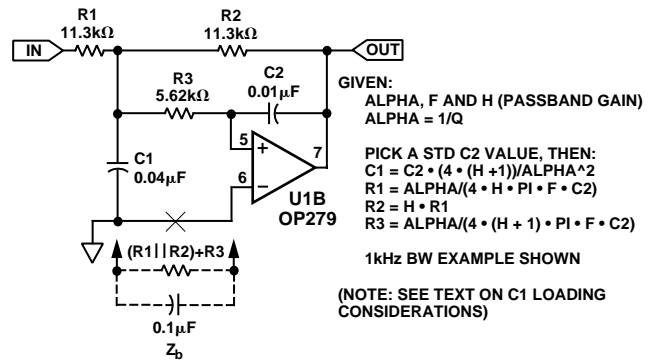 R1
11.3kΩ
R2
11.3kΩ
IN
OUT
R3
5.62kΩ
C2
0.01µF
C1
0.04µF
5
+
6
−
7
U1B
OP279
(R1||R2)+R3
0.1µF
Zb
GIVEN:
ALPHA, F AND H (PASSBAND GAIN)
ALPHA = 1/Q
PICK A STD C2 VALUE, THEN:
C1 = C2 • (4 • (H +1))/ALPHA^2
R1 = ALPHA/(4 • H • PI • F • C2)
R2 = H • R1
R3 = ALPHA/(4 • (H + 1) • PI • F • C2)
1kHz BW EXAMPLE SHOWN
(NOTE: SEE TEXT ON C1 LOADING
CONSIDERATIONS)